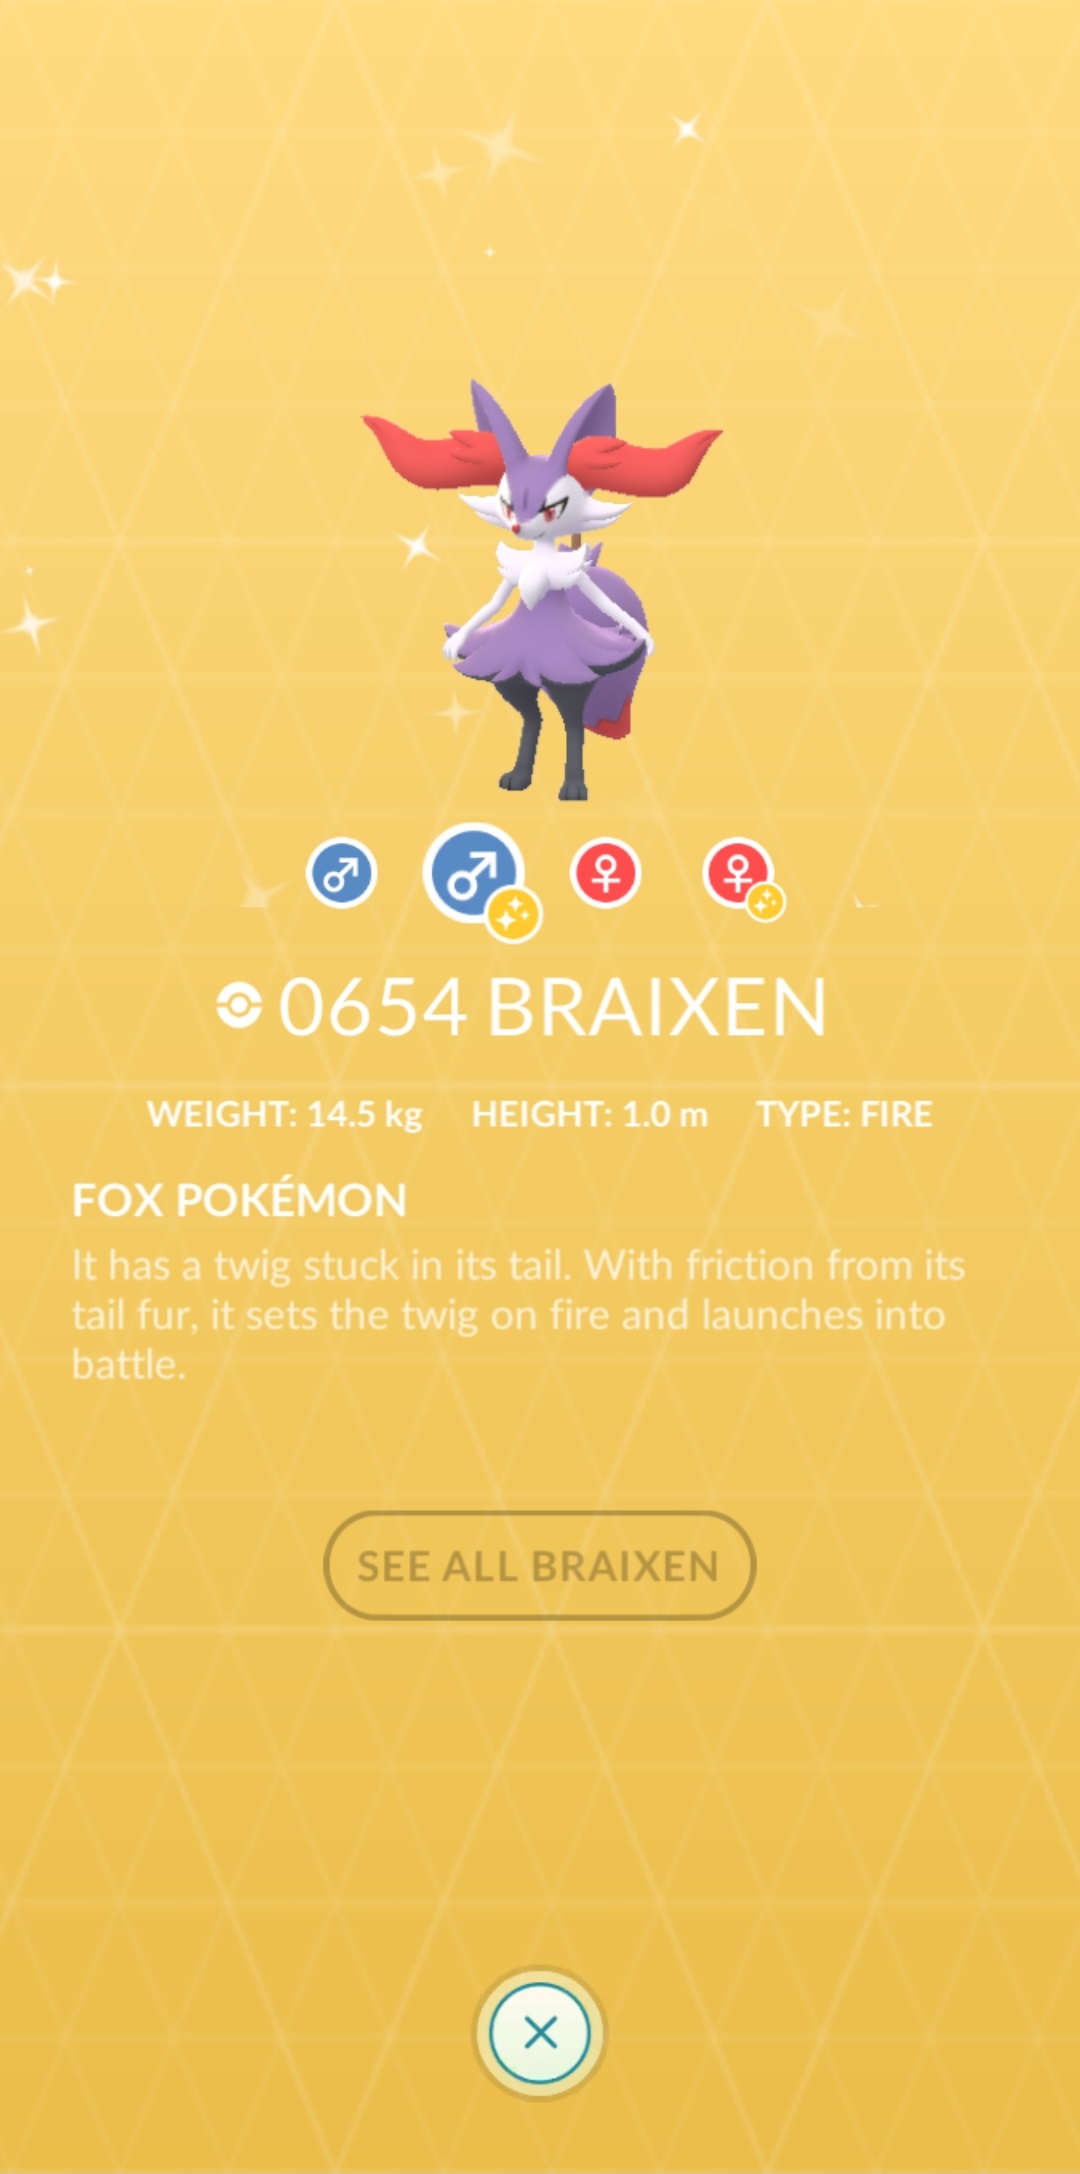 0654 BRAIXEN
WEIGHT: 14.5 kg HEIGHT: 1.0 m TYPE: FIRE
FOX POKÉMON
It has a twig stuck in its tail. With friction from its
tail fur, it sets the twig on fire and launches into
battle.
SEE ALL BRAIXEN